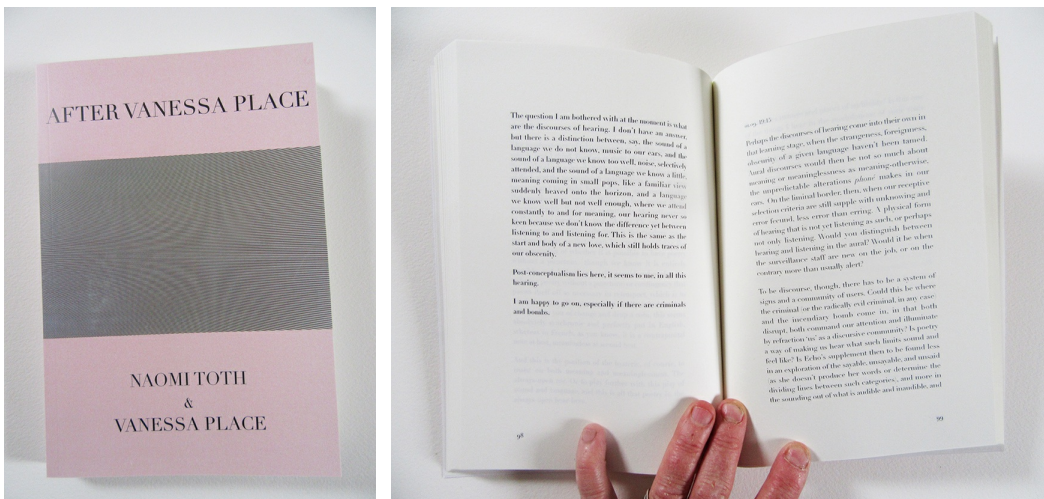 AFTER VANESSA PLACE
NAOMI TOTH
&
VANESSA PLACE
The question I am bothered with at the moment is what
are the discourses of hearing. I don't have an answer,
but there is a distinction between, say, the sound of a
language we do not know, music to our ears, and the
sound of a language we know too well, noise, selectively
attended, and the sound of a language we know a little,
meaning coming in small pops, like a familiar view
suddenly heaved onto the horizon, and a language
we know well but not well enough, where we attend
constantly to and for meaning, our hearing never so
keen because we don't know the difference yet between
listening to and listening for. This is the same as the
start and body of a new love, which still holds traces of
our obscenity.
Post-conceptualism lies here, it seems to me, in all this
hearing.
I am happy to go on, especially if there are criminals
and bombs.
98
Perhaps the discourses of hearing come into their own in
that learning stage, when the strangeness, foreignness,
obscurity of a given language haven't been tamed.
Aural discourses would then be not so much about
meaning or meaninglessness as meaning-otherwise,
the unpredictable alterations phonè makes in our
ears. On the liminal border, then, when our receptive
selection criteria are still supple with unknowing and
error fecund, less error than erring. A physical form
of hearing that is not yet listening as such, or perhaps
not only listening. Would you distinguish between
hearing and listening in the aural? Would it be when
the surveillance staff are new on the job, or on the
contrary more than usually alert?
To be discourse, though, there has to be a system of
signs and a community of users. Could this be where
the criminal or the radically evil criminal, in any case
and the incendiary bomb come in, in that both
disrupt, both command our attention and illuminate
by refraction 'us' as a discursive community? Is poetry
a way of making us hear what such limits sound and
feel like? Is Echo's supplement then to be found less
in an exploration of the sayable, unsayable, and unsaid
(as she doesn't produce her words or determine the
dividing lines between such categories), and more in
the sounding out of what is audible and inaudible, and
99